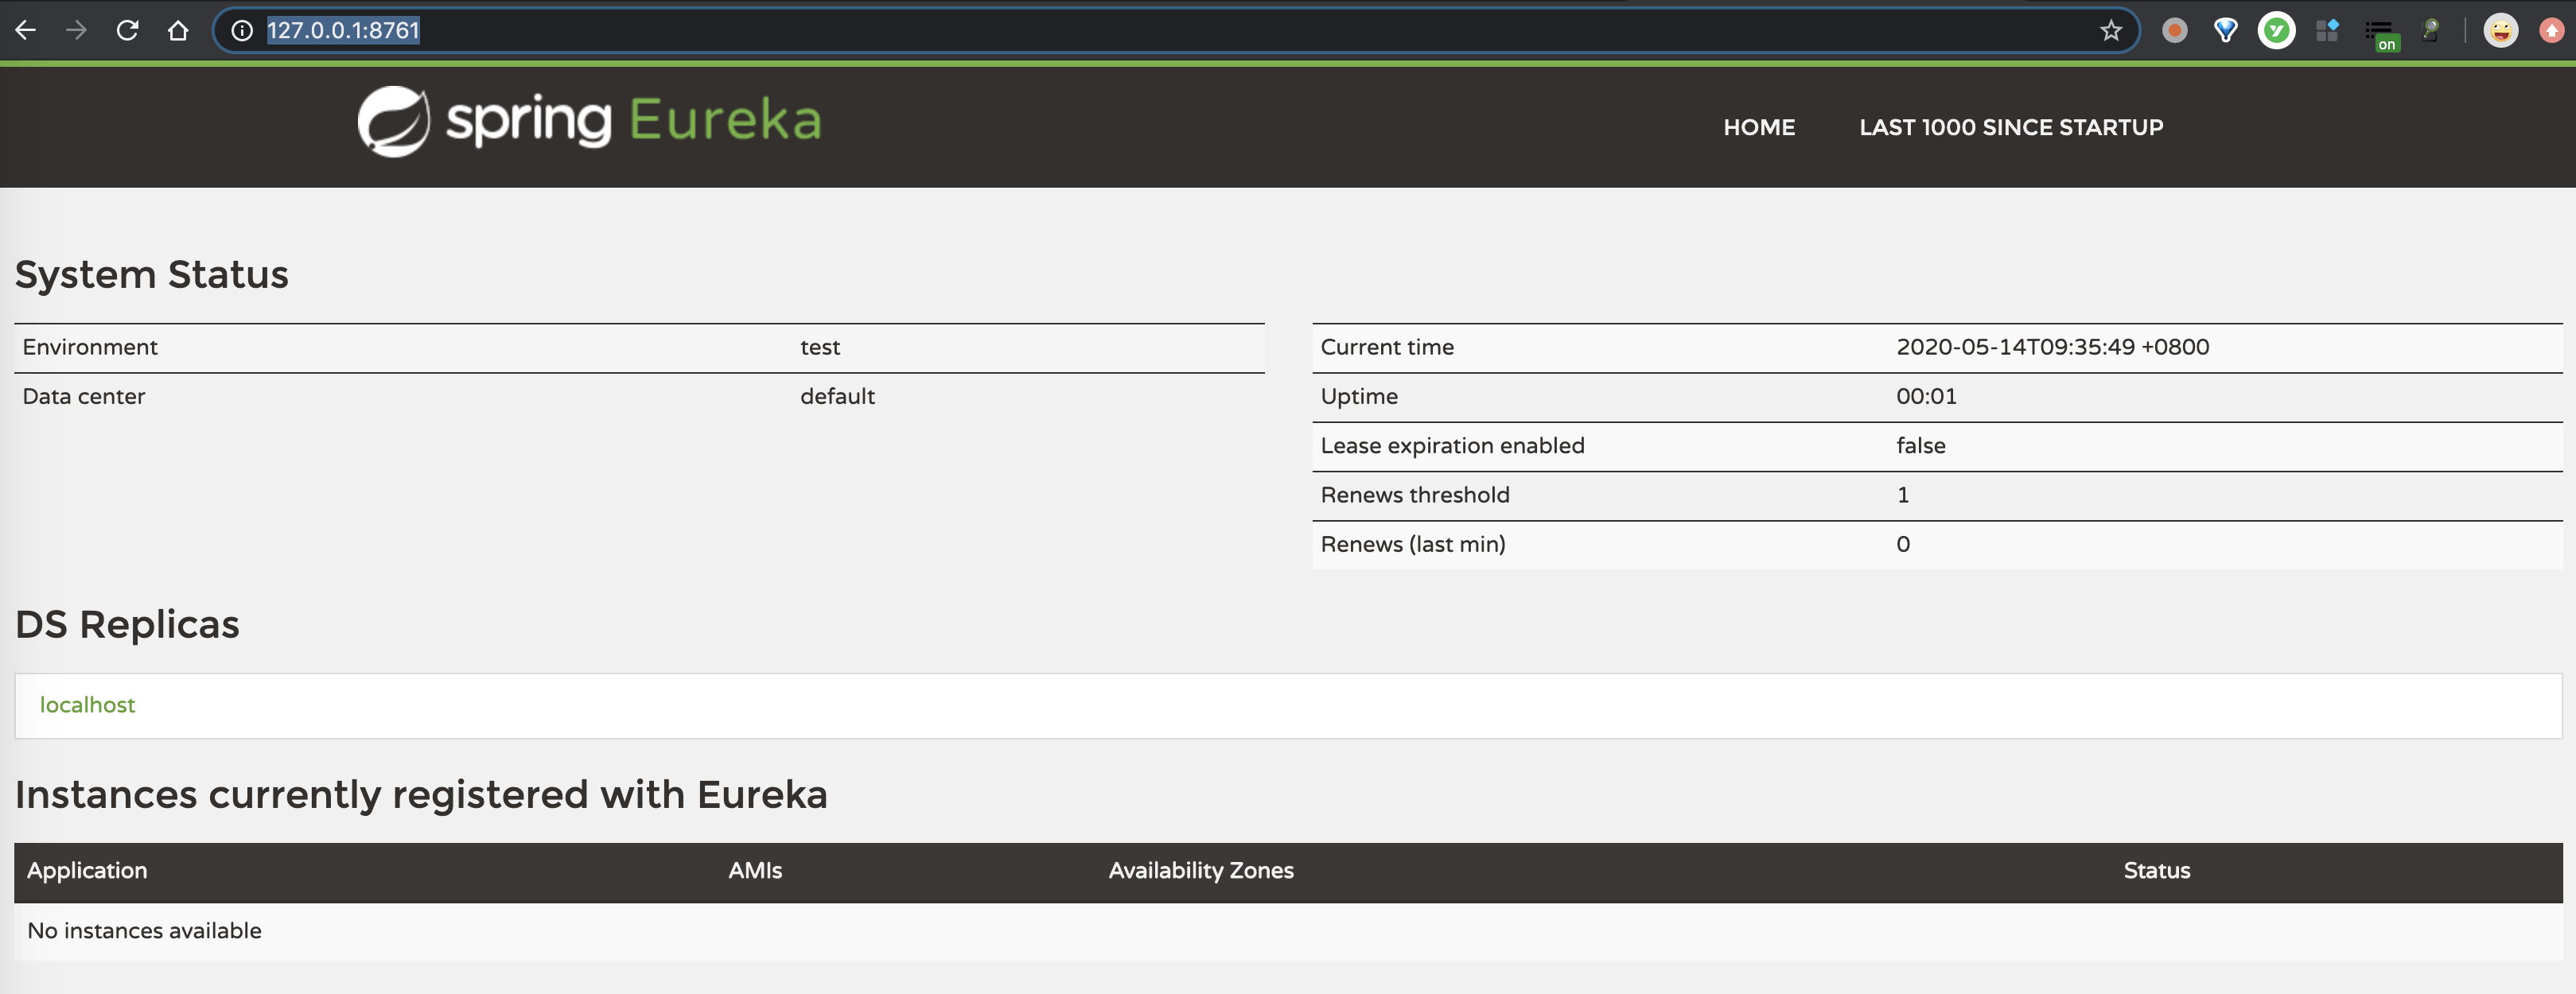 127.0.0.1:8761
on
spring Eureka
HOME LAST 1000 SINCE STARTUP
System Status
Environment test
Data center default
Current time 2020-05-14T09:35:49 +0800
Uptime 00:01
Lease expiration enabled false
Renews threshold 1
Renews (last min) 0
DS Replicas
localhost
Instances currently registered with Eureka
Application AMIs Availability Zones Status
No instances available